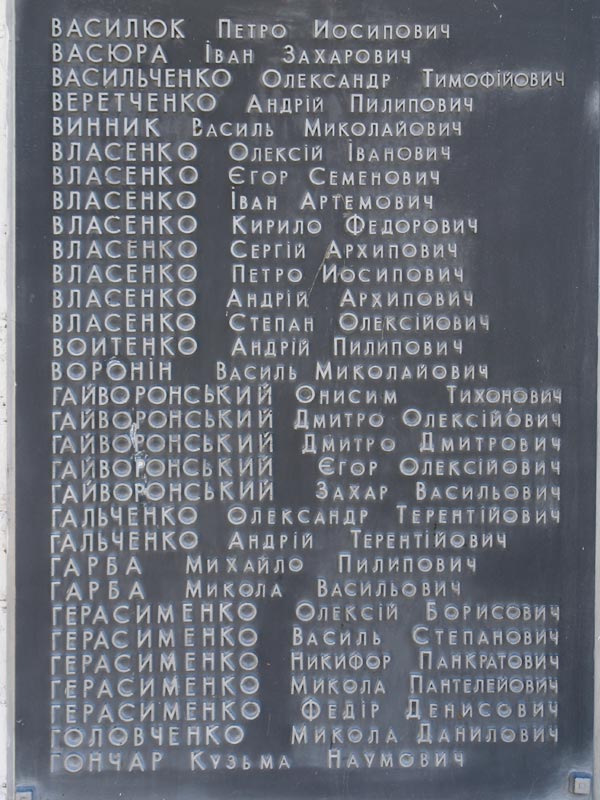 ВАСИЛЮК Петро Иосипович
ВАСЮРА Іван Захарович
ВАСИЛЬЧЕНКО Олександр Тимофійович
ВЕРЕТЧЕНКО Андрій Пилипович
ВИННИК Василь Миколайович
ВЛАСЕНКО Олексій Іванович
ВЛАСЕНКО Єгор Семенович
ВЛАСЕНКО Іван Артемович
ВЛАСЕНКО Кирило Федорович
ВЛАСЕНКО Сергій Архипович
ВЛАСЕНКО Петро Иосипович
ВЛАСЕНКО Андрій Архипович
ВЛАСЕНКО Степан Олексійович
ВОИТЕНКО Андрій Пилипович
ВОРОНІН Василь Миколайович
ГАЙВОРОНСЬКИЙ Онисим Тихонович
ГАЙВОРОНСЬКИЙ Дмитро Олексійович
ГАЙВОРОНСЬКИЙ Дмитро Дмитрович
ГАЙВОРОНСЬКИЙ Єгор Олексійович
ГАЙВОРОНСЬКИЙ Захар Васильович
ГАЛЬЧЕНКО Олександр Терентійович
ГАЛЬЧЕНКО Андрій Терентійович
ГАРБА Михайло Пилипович
ГАРБА Микола Васильович
ГЕРАСИМЕНКО Олексій Борисович
ГЕРАСИМЕНКО Василь Степанович
ГЕРАСИМЕНКО Никифор Панкратович
ГЕРАСИМЕНКО Микола Пантелейович
ГЕРАСИМЕНКО Федір Денисович
ГОЛОВЧЕНКО Микола Данилович
ГОНЧАР Кузьма Наумович